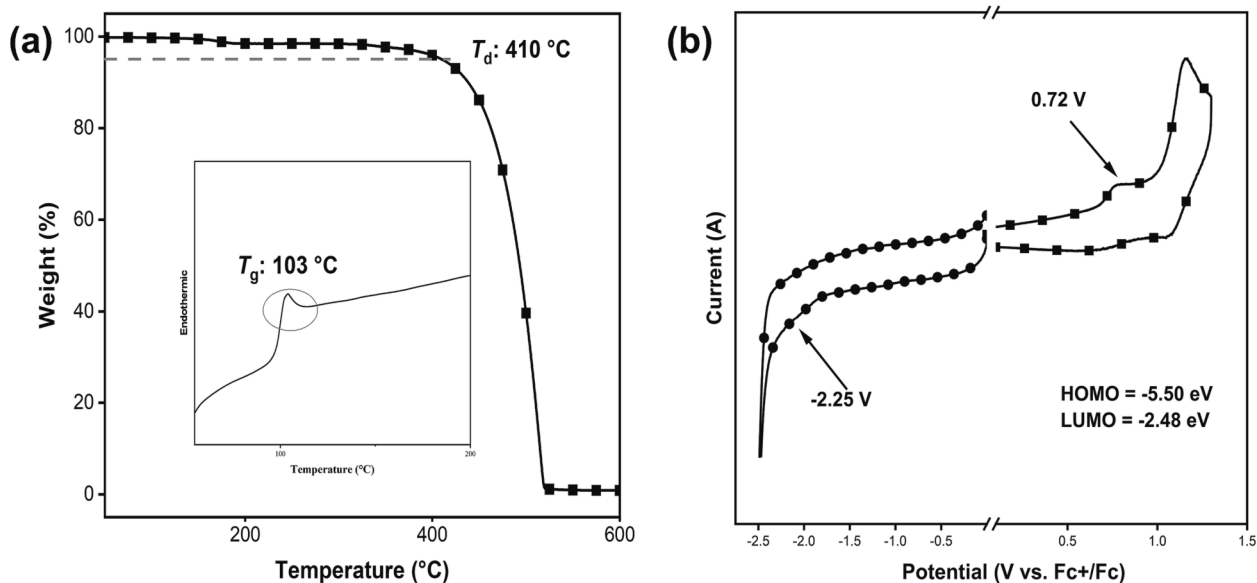 (a)
100
80
60
40
20
0
Weight (%)
Td: 410 °C
Tg: 103 °C
Endothermic
100
200
Temperature (°C)
200
400
600
Temperature (°C)
(b)
0.72 V
-2.25 V
HOMO = -5.50 eV
LUMO = -2.48 eV
Current (A)
-2.5
-2.0
-1.5
-1.0
-0.5
0.5
1.0
1.5
Potential (V vs. Fc+/Fc)